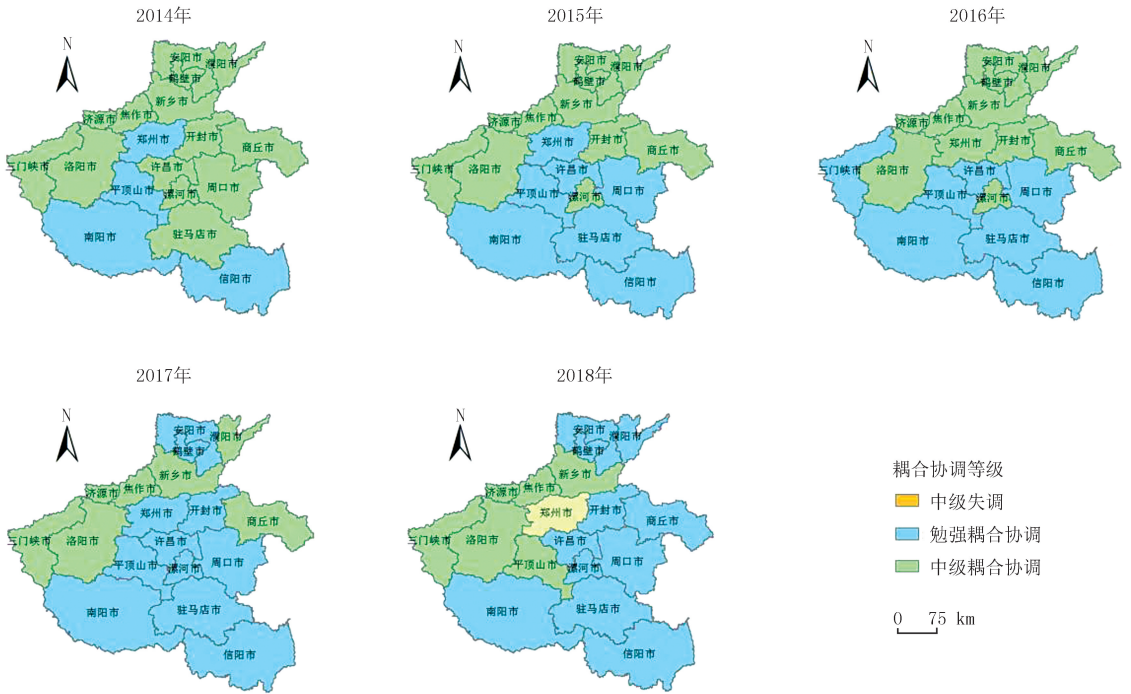 2014年
N
安阳市
濮阳市
鹤壁市
新乡市
焦作市
济源市
郑州市
开封市
商丘市
三门峡市
洛阳市
许昌市
平顶山市
漯河市
周口市
南阳市
驻马店市
信阳市
2015年
N
安阳市
濮阳市
鹤壁市
新乡市
焦作市
济源市
郑州市
开封市
商丘市
三门峡市
洛阳市
许昌市
平顶山市
漯河市
周口市
南阳市
驻马店市
信阳市
2016年
N
安阳市
濮阳市
鹤壁市
新乡市
焦作市
济源市
郑州市
开封市
商丘市
三门峡市
洛阳市
许昌市
平顶山市
漯河市
周口市
南阳市
驻马店市
信阳市
2017年
N
安阳市
濮阳市
鹤壁市
新乡市
焦作市
济源市
郑州市
开封市
商丘市
三门峡市
洛阳市
许昌市
平顶山市
漯河市
周口市
南阳市
驻马店市
信阳市
2018年
N
安阳市
濮阳市
鹤壁市
新乡市
焦作市
济源市
郑州市
开封市
商丘市
三门峡市
洛阳市
许昌市
平顶山市
漯河市
周口市
南阳市
驻马店市
信阳市
耦合协调等级
中级失调
勉强耦合协调
中级耦合协调
0 75 km